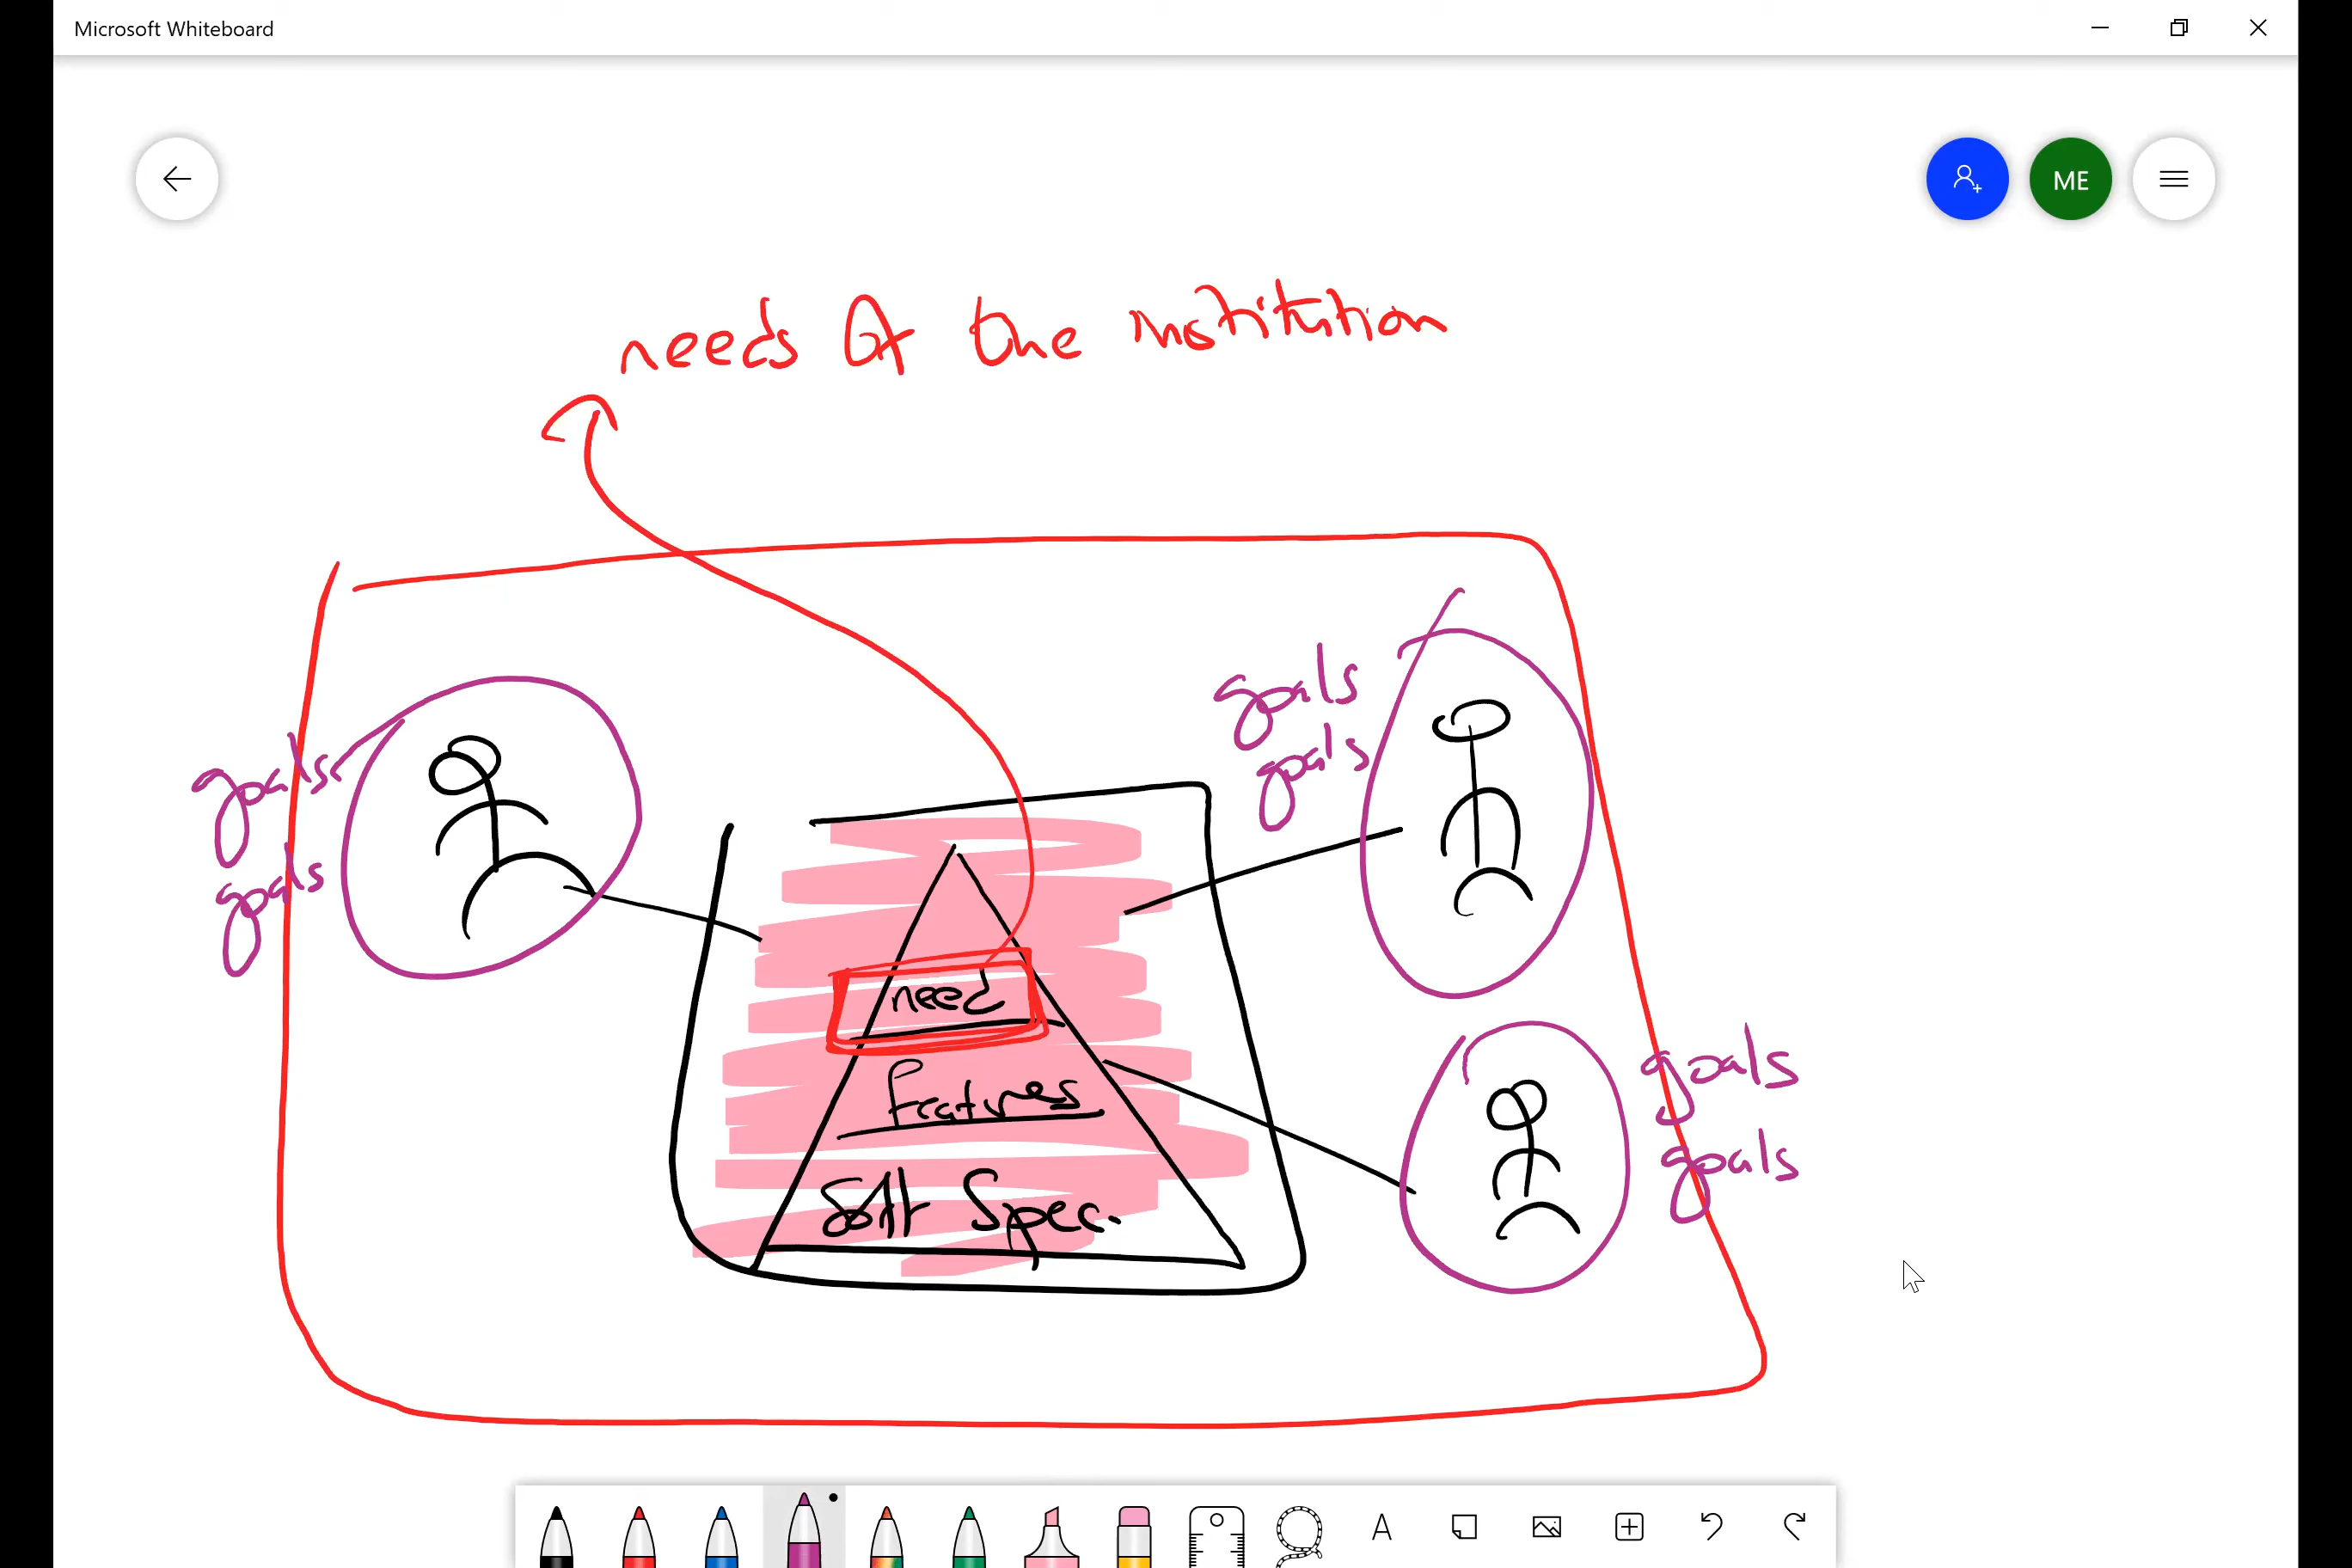 Microsoft Whiteboard
ME
needs of the institution
goals
goals
goals
goals
need
features
goals
goals
Soft Spec.
A